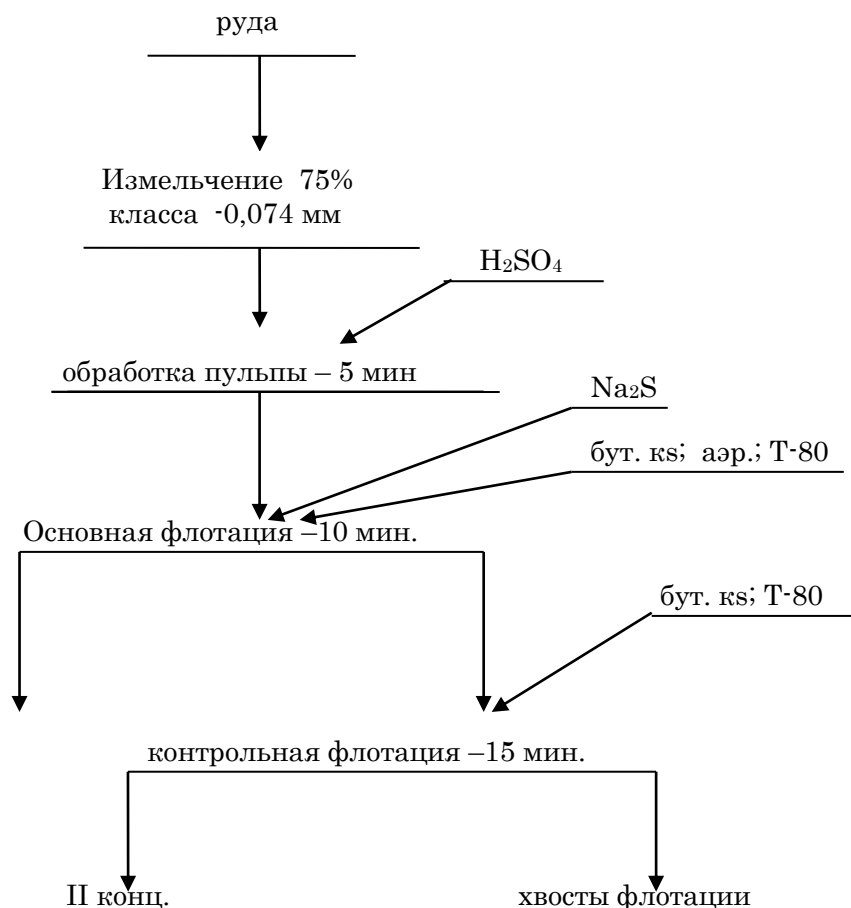 руда
Измельчение 75%
класса -0,074 мм
H₂SO₄
обработка пульпы – 5 мин
Na₂S
бут. кs; аэр.; Т-80
Основная флотация –10 мин.
бут. кs; Т-80
контрольная флотация –15 мин.
II конц.
хвосты флотации